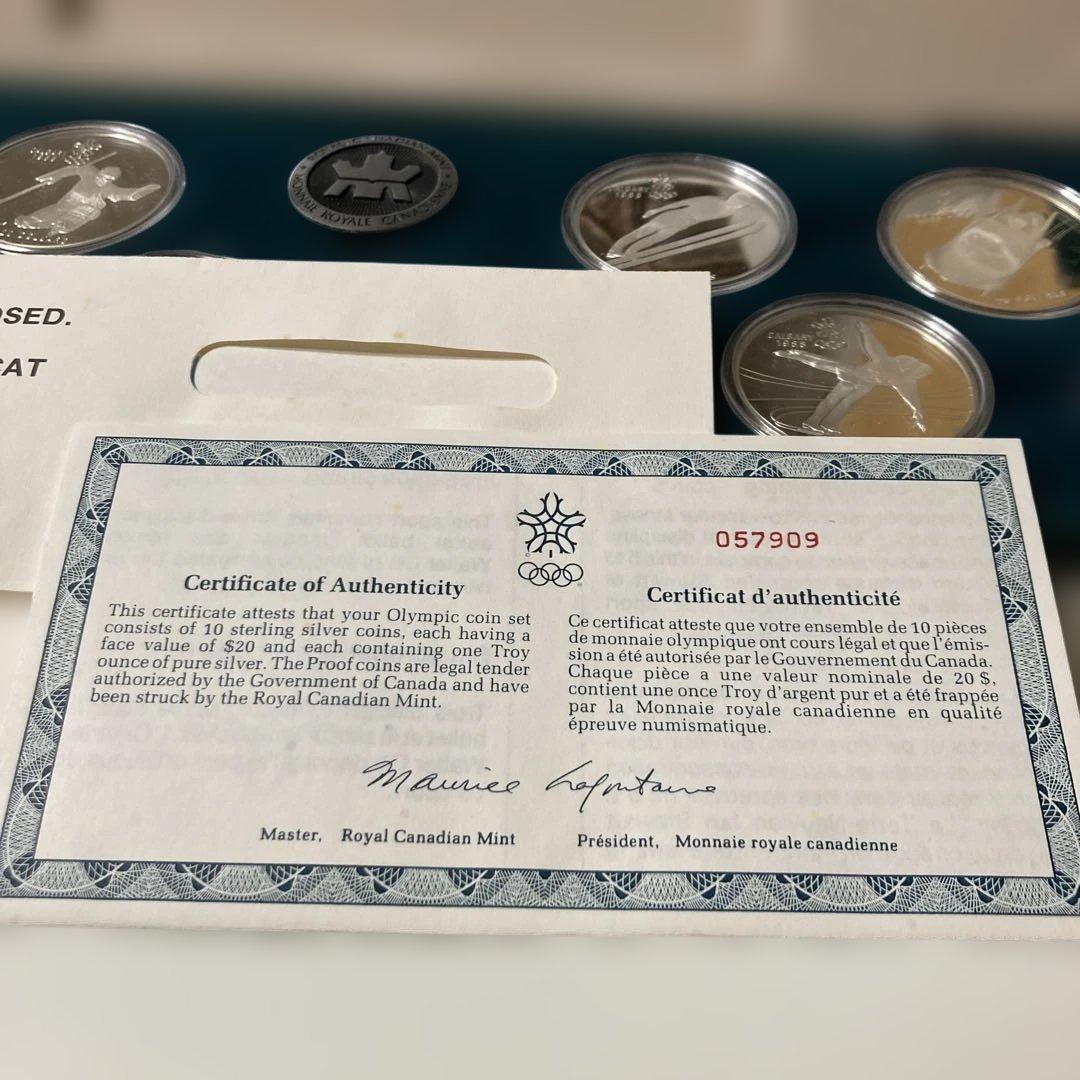 MONNAIE ROYALE CANADIENNE
CALGARY
1988
OSED.
CAT
057909
Certificate of Authenticity
This certificate attests that your Olympic coin set
consists of 10 sterling silver coins, each having a
face value of $20 and each containing one Troy
ounce of pure silver. The Proof coins are legal tender
authorized by the Government of Canada and have
been struck by the Royal Canadian Mint.
Certificat d'authenticité
Ce certificat atteste que votre ensemble de 10 pièces
de monnaie olympique ont cours légal et que l'émis-
sion a été autorisée par le Gouvernement du Canada.
Chaque pièce a une valeur nominale de 20 $,
contient une once Troy d'argent pur et a été frappée
par la Monnaie royale canadienne en qualité
épreuve numismatique.
Maurice Lafontaine
Master, Royal Canadian Mint
Président, Monnaie royale canadienne